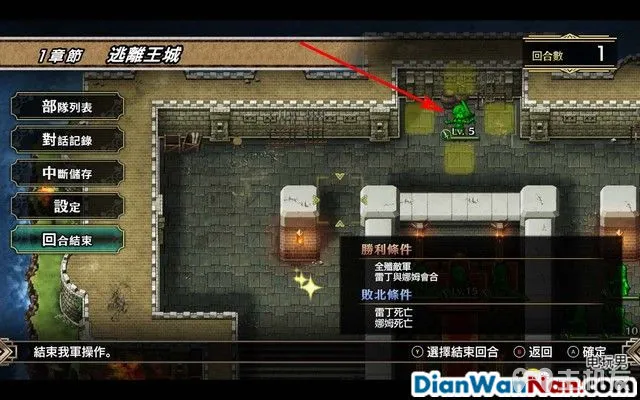 1章節 逃離王城
回合數 1
部隊列表
對話記錄
中斷儲存
設定
回合結束
Lv.5
勝利條件
全殲敵軍
雷丁與娜姆會合
Lv.15
敗北條件
雷丁死亡
娜姆死亡
10
結束我軍操作。
Y 選擇結束回合 B 返回 A 確定
电玩男
DianWanNan.com